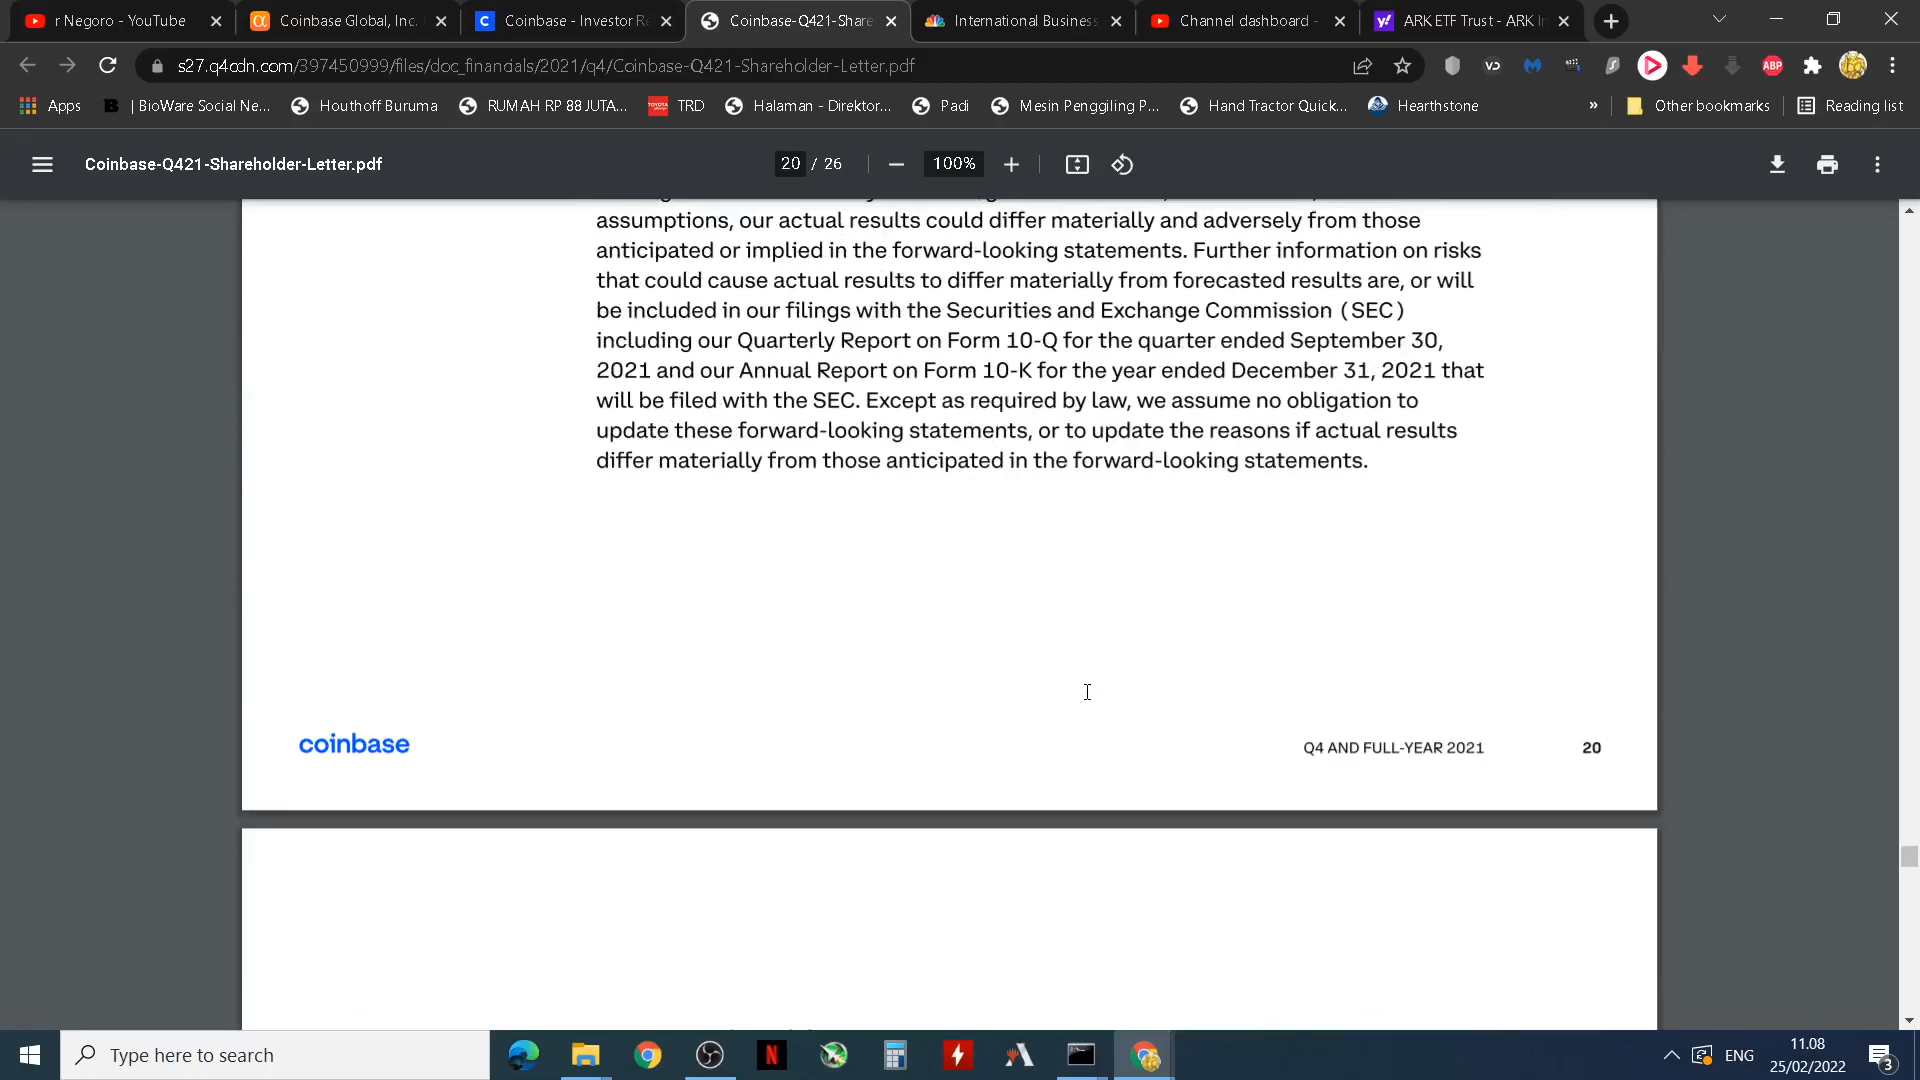 r Negoro - YouTube
Coinbase Global, Inc.
Coinbase - Investor Re
Coinbase-Q421-Share
International Business
Channel dashboard -
ARK ETF Trust - ARK In
s27.q4cdn.com/397450999/files/doc_financials/2021/q4/Coinbase-Q421-Shareholder-Letter.pdf
ABP
Apps
| BioWare Social Ne...
Houthoff Buruma
RUMAH RP 88 JUTA...
TRD
Halaman - Direktor...
Padi
Mesin Penggiling P...
Hand Tractor Quick...
Hearthstone
»
Other bookmarks
Reading list
Coinbase-Q421-Shareholder-Letter.pdf
20 / 26
100%
assumptions, our actual results could differ materially and adversely from those
anticipated or implied in the forward-looking statements. Further information on risks
that could cause actual results to differ materially from forecasted results are, or will
be included in our filings with the Securities and Exchange Commission (SEC)
including our Quarterly Report on Form 10-Q for the quarter ended September 30,
2021 and our Annual Report on Form 10-K for the year ended December 31, 2021 that
will be filed with the SEC. Except as required by law, we assume no obligation to
update these forward-looking statements, or to update the reasons if actual results
differ materially from those anticipated in the forward-looking statements.
coinbase
Q4 AND FULL-YEAR 2021
20
Type here to search
ENG
11.08
25/02/2022
3